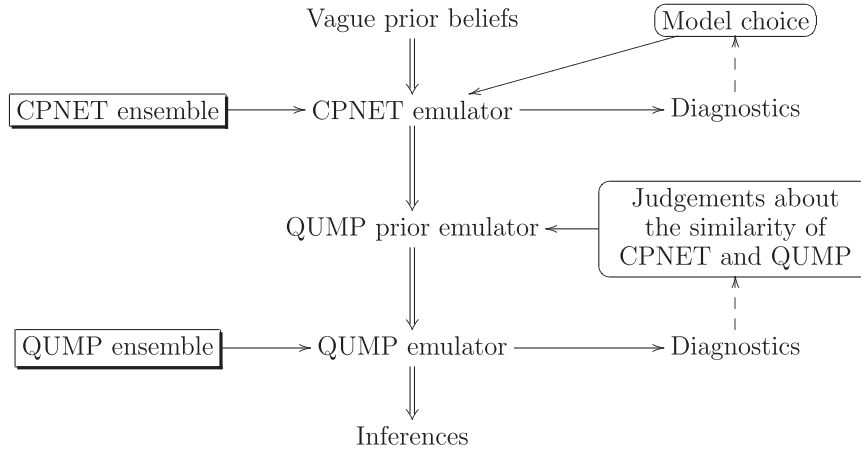 Vague prior beliefs
Model choice
CPNET ensemble
CPNET emulator
Diagnostics
QUMP prior emulator
Judgements about
the similarity of
CPNET and QUMP
QUMP ensemble
QUMP emulator
Diagnostics
Inferences